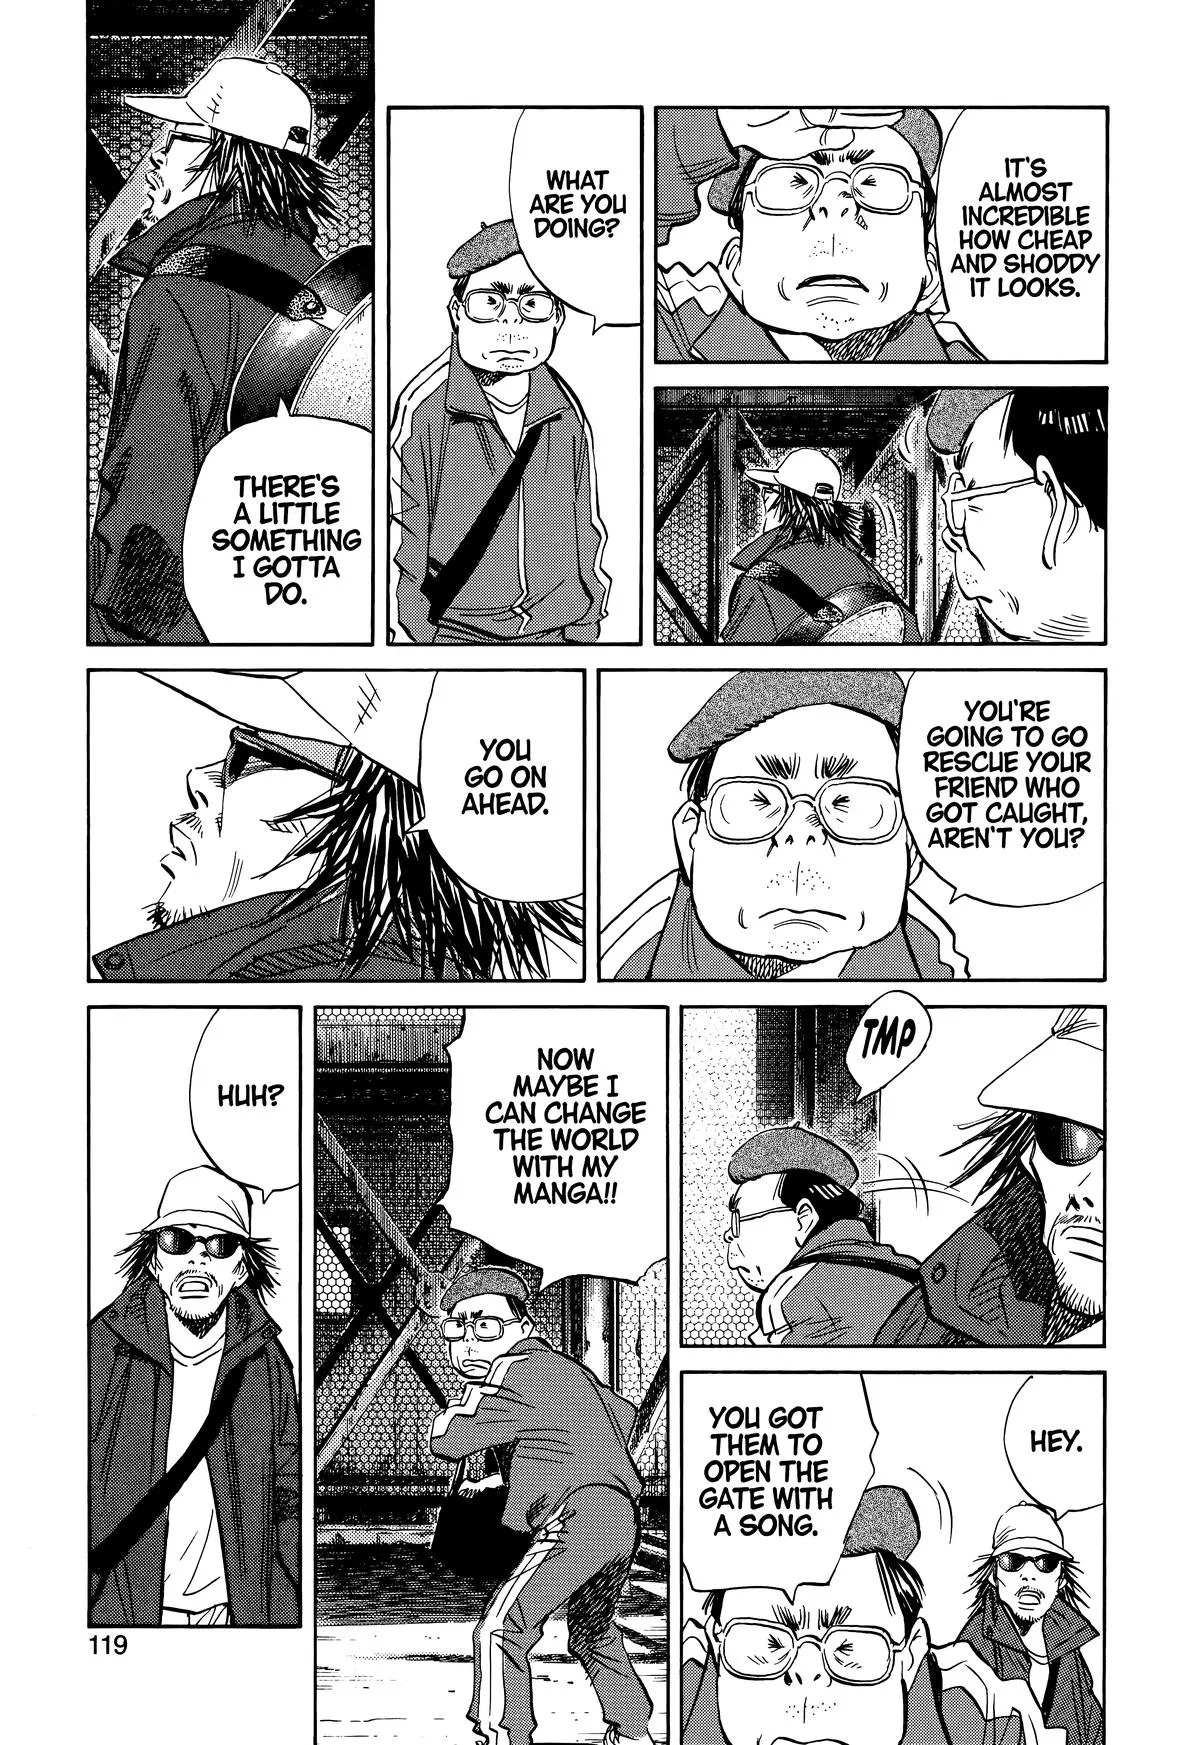 IT'S
ALMOST
INCREDIBLE
HOW CHEAP
AND SHODDY
IT LOOKS.
WHAT
ARE YOU
DOING?
THERE'S
A LITTLE
SOMETHING
I GOTTA
DO.
YOU'RE
GOING TO GO
RESCUE YOUR
FRIEND WHO
GOT CAUGHT,
AREN'T YOU?
YOU
GO ON
AHEAD.
TMP
HEY.
YOU GOT
THEM TO
OPEN THE
GATE WITH
A SONG.
NOW
MAYBE I
CAN CHANGE
THE WORLD
WITH MY
MANGA!!
HUH?
119